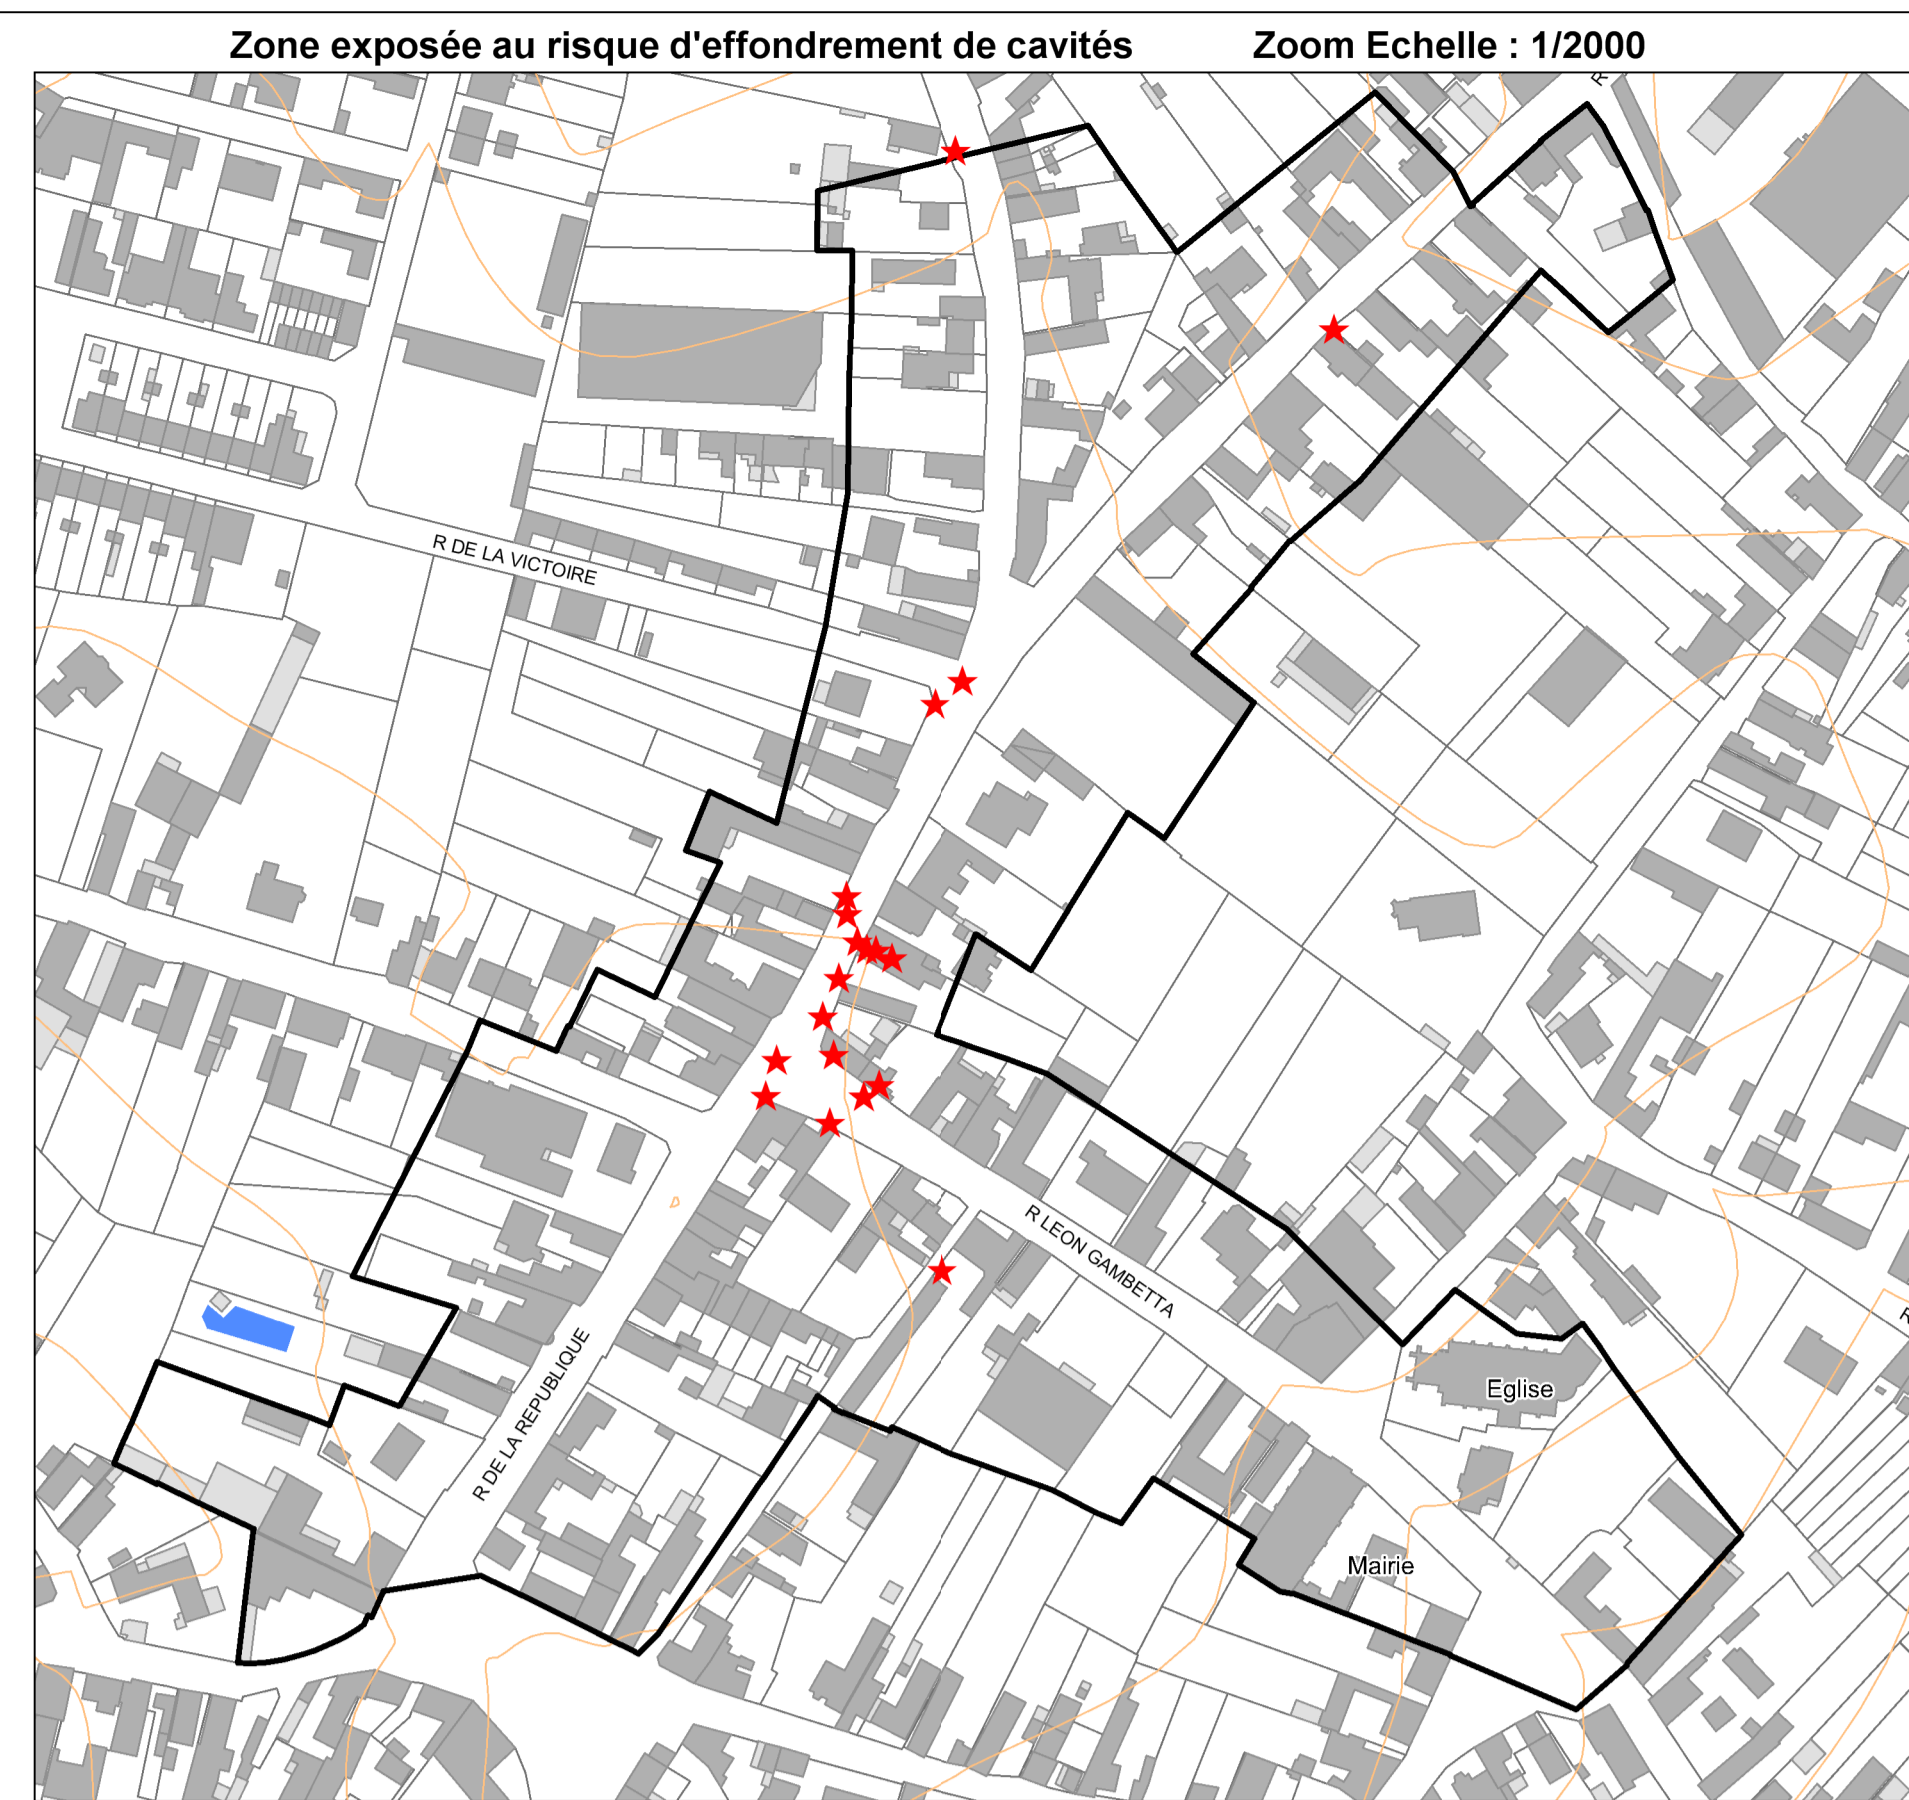 Zone exposée au risque d'effondrement de cavités
Zoom Echelle : 1/2000
R
R DE LA VICTOIRE
R LEON GAMBETTA
R DE LA REPUBLIQUE
Eglise
Mairie